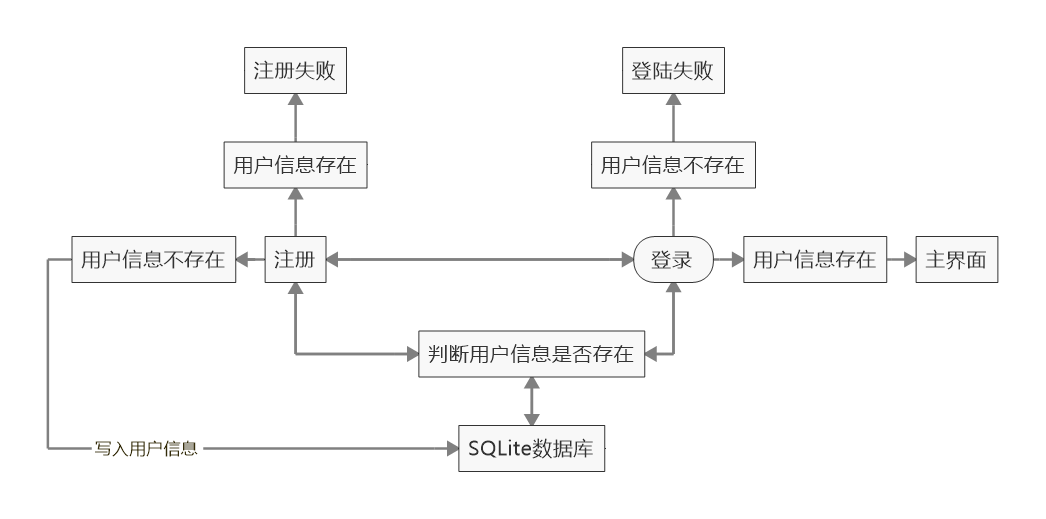 注册失败
登陆失败
用户信息存在
用户信息不存在
用户信息不存在
注册
登录
用户信息存在
主界面
判断用户信息是否存在
写入用户信息
SQLite数据库